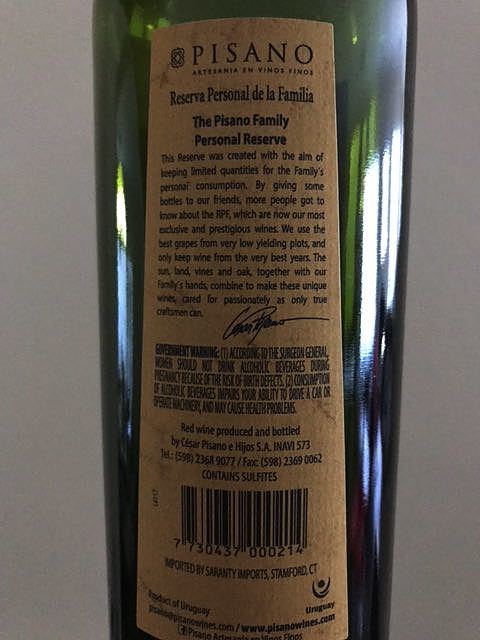 PISANO
ARTESANIA EN VINOS FINOS
Reserva Personal de la Familia
The Pisano Family
Personal Reserve
This Reserve was created with the aim of
keeping limited quantities for the Family's
personal consumption. By giving some
bottles to our friends, more people got to
know about the RPF, which are now our most
exclusive and prestigious wines. We use the
best grapes from very low yielding plots, and
only keep wine from the very best years. The
sun, land, vines and oak, together with our
Family's hands, combine to make these unique
wines, cared for passionately as only true
craftsmen can.
GOVERNMENT WARNING: (1) ACCORDING TO THE SURGEON GENERAL,
WOMEN SHOULD NOT DRINK ALCOHOLIC BEVERAGES DURING
PREGNANCY BECAUSE OF THE RISK OF BIRTH DEFECTS. (2) CONSUMPTION
OF ALCOHOLIC BEVERAGES IMPAIRS YOUR ABILITY TO DRIVE A CAR OR
OPERATE MACHINERY, AND MAY CAUSE HEALTH PROBLEMS.
Red wine produced and bottled
by César Pisano e Hijos S.A. INAVI 573
Tel.: (598) 2368 9077 / Fax: (598) 2369 0062
CONTAINS SULFITES
7 730437 000214
IMPORTED BY SARANTY IMPORTS, STAMFORD, CT
Product of Uruguay
Uruguay
pisano@pisanowines.com / www.pisanowines.com
Pisano Artesanía en Vinos Finos